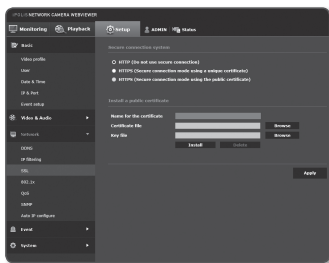 IPOLIS NETWORK CAMERA WEBVIEWER
Monitoring
Playback
Setup
ADMIN
Status
Basic
Video profile
User
Date & Time
IP & Port
Event setup
Video & Audio
Network
DDNS
IP filtering
SSL
802.1x
QoS
SNMP
Auto IP configure
Event
System
Secure connection system
HTTP (Do not use secure connection)
HTTPS (Secure connection mode using a unique certificate)
HTTPS (Secure connection mode using the public certificate)
Install a public certificate
Name for the certificate
Certificate file
Browse
Key file
Browse
Install
Delete
Apply